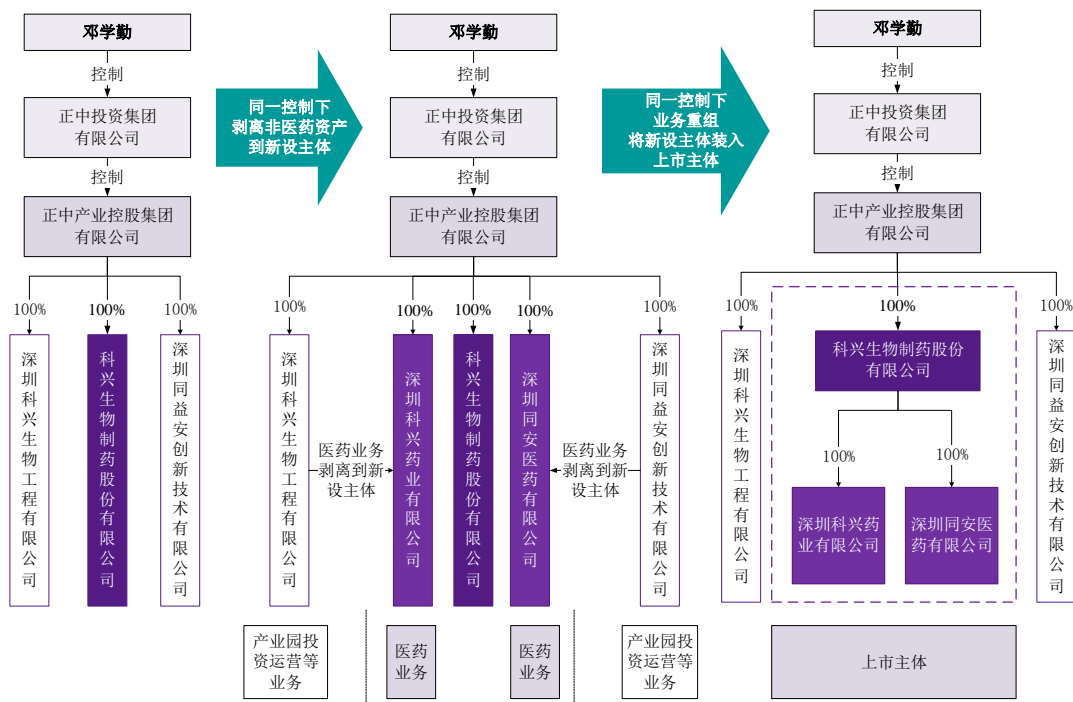 邓学勤
控制
正中投资集团
有限公司
控制
正中产业控股集团
有限公司
100%
100%
100%
深圳科兴生物工程有限公司
科兴生物制药股份有限公司
深圳同益安创新技术有限公司
同一控制下
剥离非医药资产
到新设主体
邓学勤
控制
正中投资集团
有限公司
控制
正中产业控股集团
有限公司
100%
100%
100%
100%
100%
深圳科兴生物工程有限公司
医药业务
剥离到新
设主体
深圳科兴药业有限公司
科兴生物制药股份有限公司
深圳同安医药有限公司
医药业务
剥离到新
设主体
深圳同益安创新技术有限公司
产业园投
资运营等
业务
医药
业务
医药
业务
产业园投
资运营等
业务
同一控制下
业务重组
将新设主体装入
上市主体
邓学勤
控制
正中投资集团
有限公司
控制
正中产业控股集团
有限公司
100%
100%
100%
深圳科兴生物工程有限公司
科兴生物制药股份
有限公司
100%
100%
深圳科兴药
业有限公司
深圳同安医
药有限公司
深圳同益安创新技术有限公司
上市主体